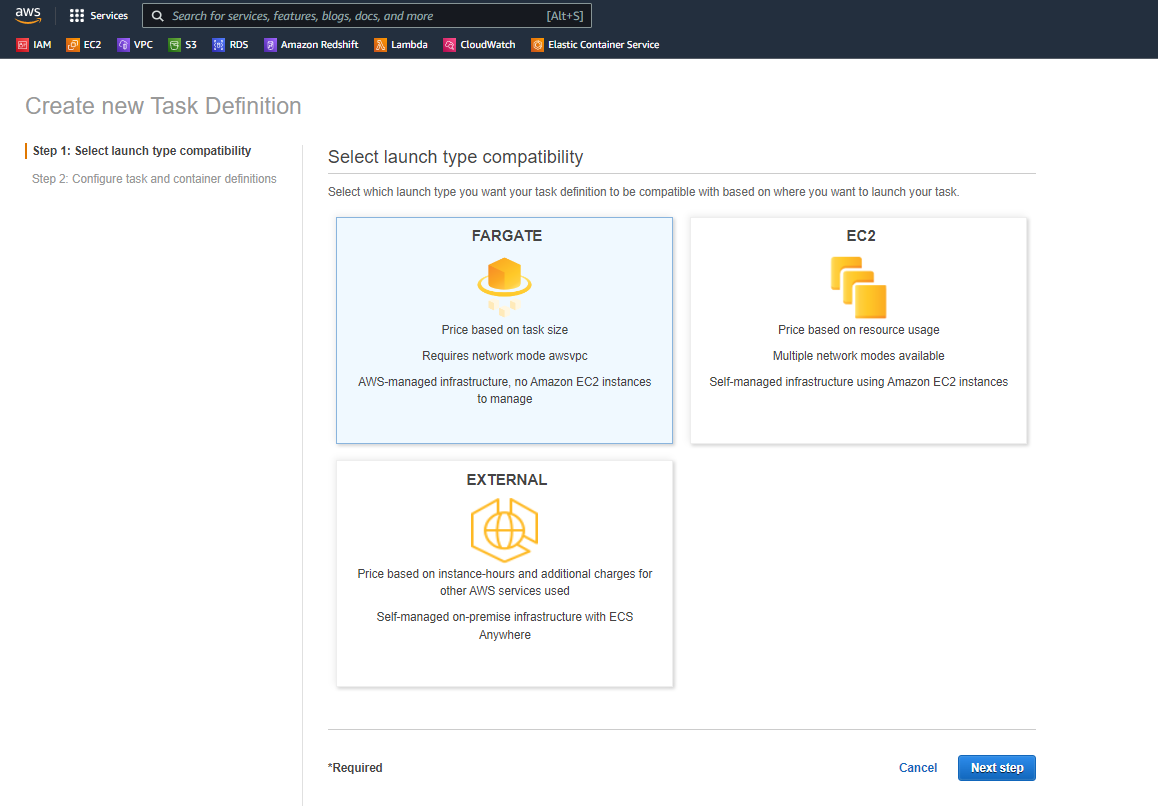 aws
Services
Search for services, features, blogs, docs, and more
[Alt+S]
IAM
EC2
VPC
S3
RDS
Amazon Redshift
Lambda
CloudWatch
Elastic Container Service
Create new Task Definition
Step 1: Select launch type compatibility
Step 2: Configure task and container definitions
Select launch type compatibility
Select which launch type you want your task definition to be compatible with based on where you want to launch your task.
FARGATE
Price based on task size
Requires network mode awsvpc
AWS-managed infrastructure, no Amazon EC2 instances
to manage
EC2
Price based on resource usage
Multiple network modes available
Self-managed infrastructure using Amazon EC2 instances
EXTERNAL
Price based on instance-hours and additional charges for
other AWS services used
Self-managed on-premise infrastructure with ECS
Anywhere
*Required
Cancel
Next step